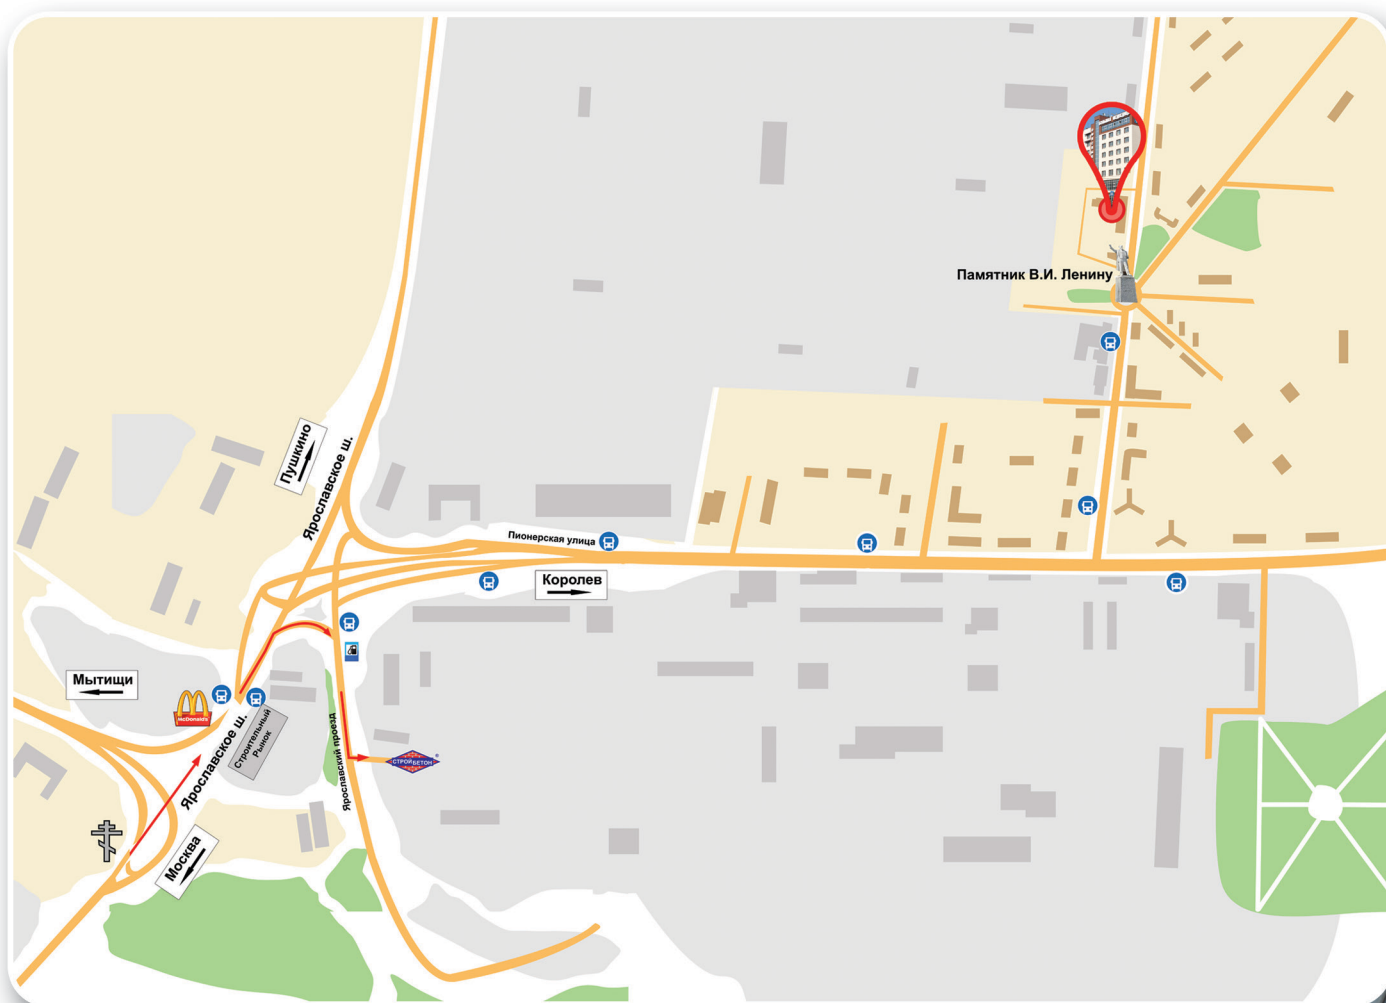 Памятник В.И. Ленину
Пушкино
Ярославское ш.
Пионерская улица
Королев
Мытищи
McDonald's
Ярославское ш.
Строительный
Рынок
Ярославский проезд
СТРОЙБЕТОН
®
Москва